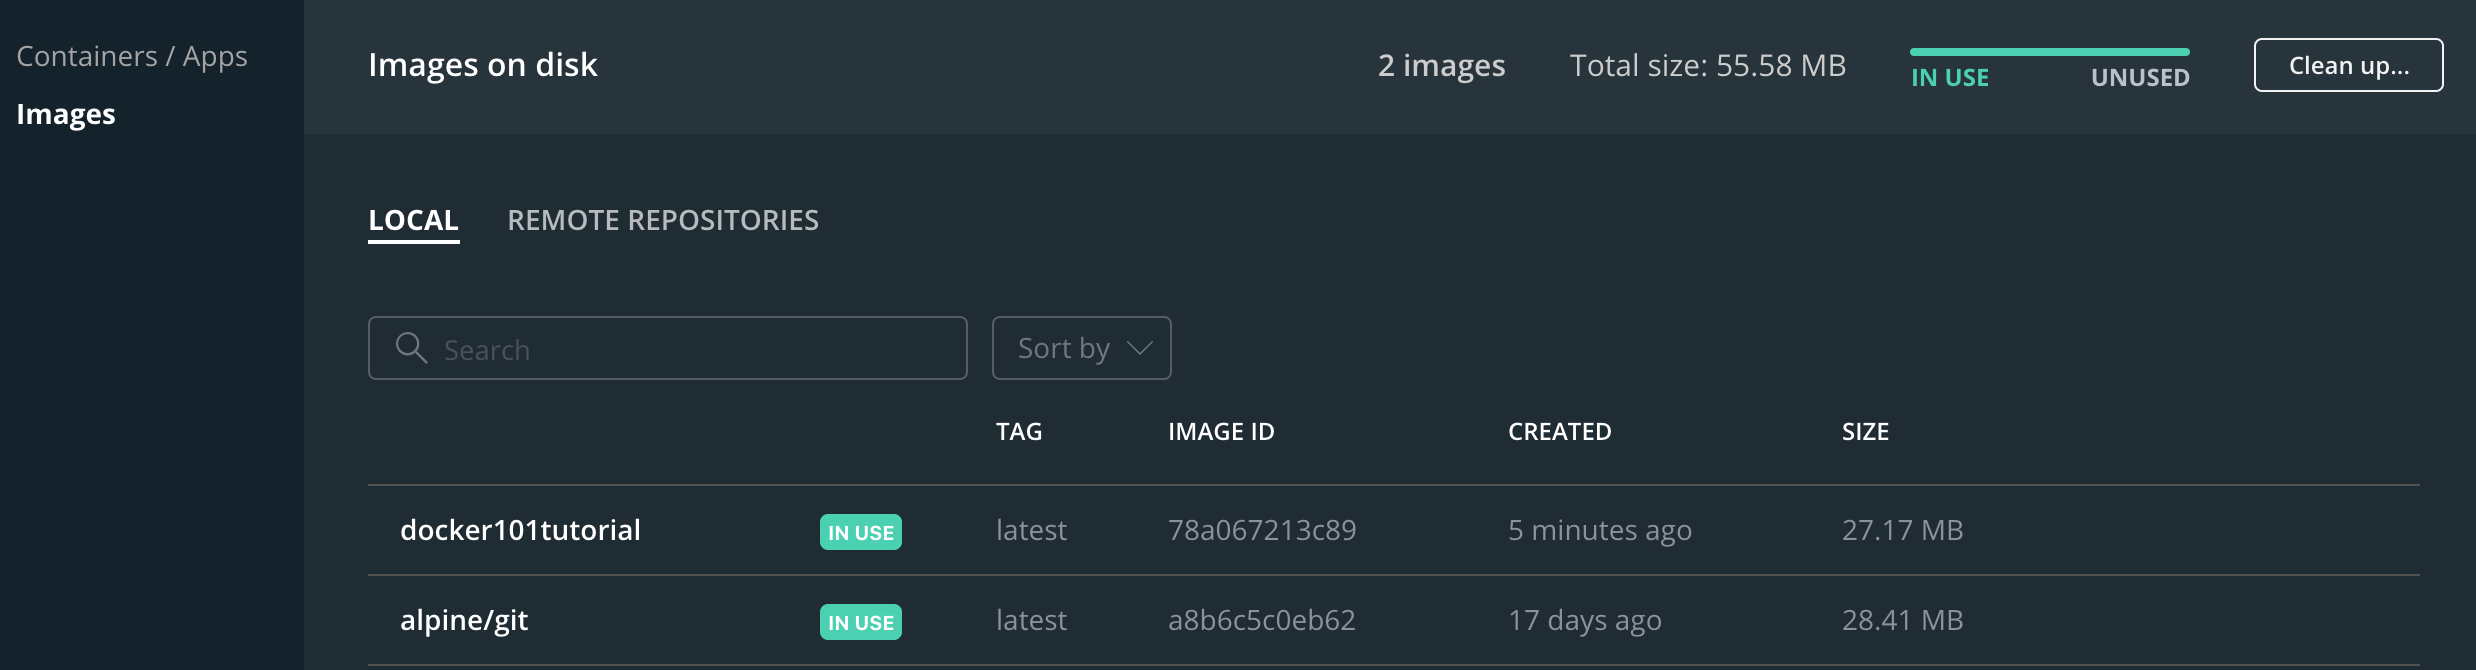 Containers / Apps
Images
Images on disk
2 images
Total size: 55.58 MB
IN USE UNUSED
Clean up...
LOCAL REMOTE REPOSITORIES
Search
Sort by
TAG IMAGE ID CREATED SIZE
docker101tutorial IN USE latest 78a067213c89 5 minutes ago 27.17 MB
alpine/git IN USE latest a8b6c5c0eb62 17 days ago 28.41 MB